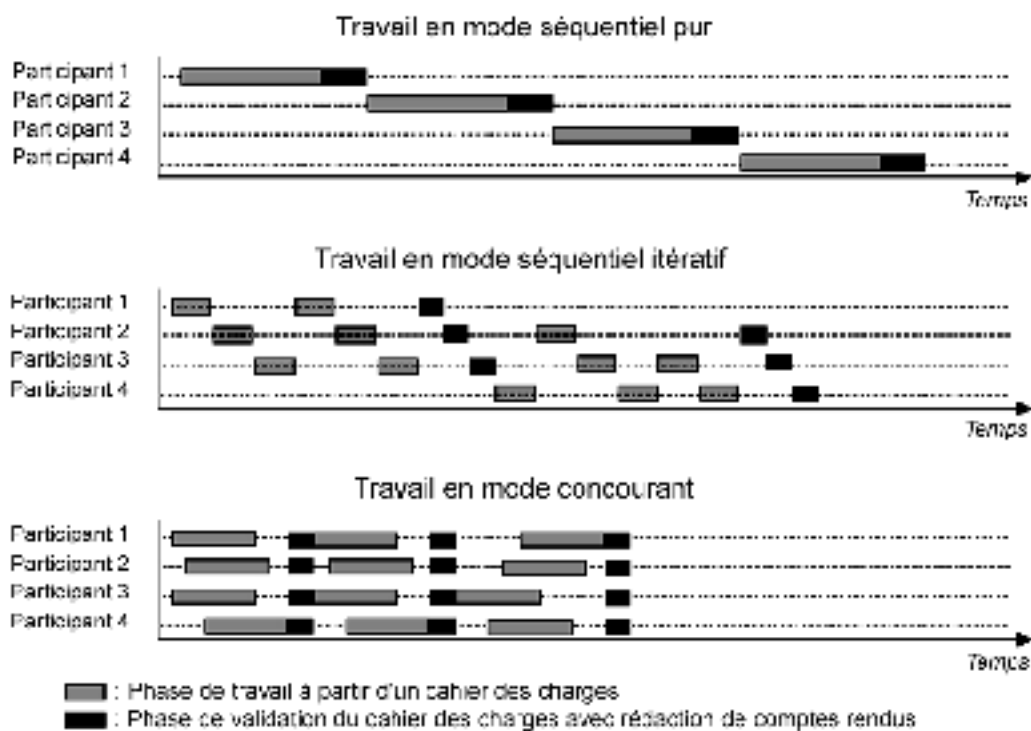 Travail en mode séquentiel pur
Participant 1
Participant 2
Participant 3
Participant 4
Temps
Travail en mode séquentiel itératif
Participant 1
Participant 2
Participant 3
Participant 4
Temps
Travail en mode concourant
Participant 1
Participant 2
Participant 3
Participant 4
Temps
: Phase de travail à partir d'un cahier des charges
: Phase de validation du cahier des charges avec rédaction de comptes rendus